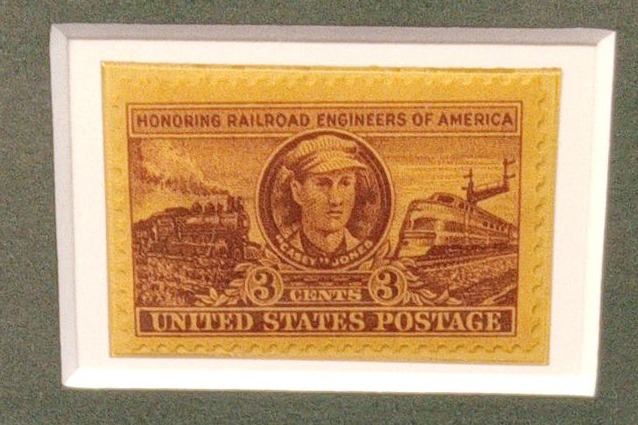 HONORING RAILROAD ENGINEERS OF AMERICA
"CASEY" JONES
3 CENTS 3
UNITED STATES POSTAGE